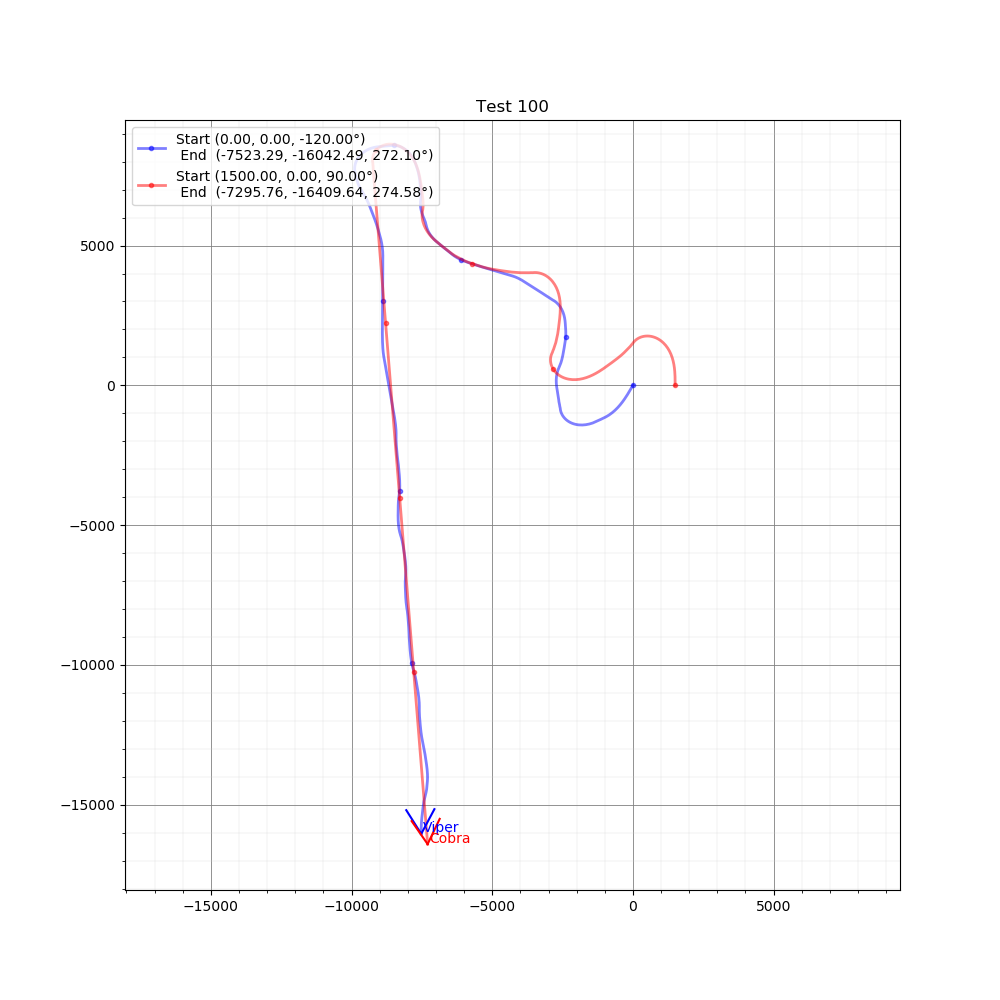 Test 100
Start (0.00, 0.00, -120.00°)
End  (-7523.29, -16042.49, 272.10°)
Start (1500.00, 0.00, 90.00°)
End  (-7295.76, -16409.64, 274.58°)
5000
0
−5000
−10000
−15000
Viper
Cobra
−15000
−10000
−5000
0
5000